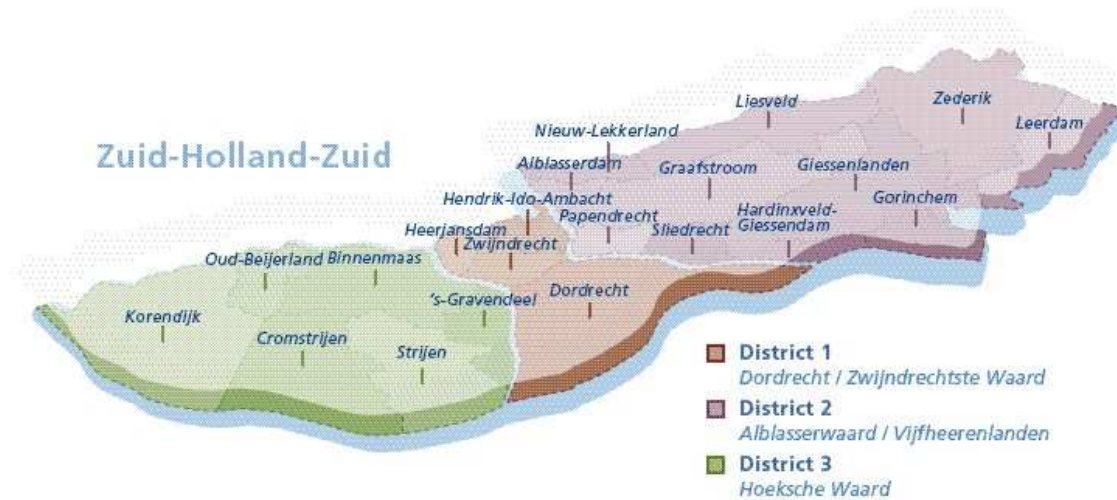 Zuid-Holland-Zuid
Liesveld
Zederik
Nieuw-Lekkerland
Leerdam
Alblasserdam
Graafstroom
Giessenlanden
Hendrik-Ido-Ambacht
Gorinchem
Papendrecht
Hardinxveld-
Giessendam
Heerjansdam
Zwijndrecht
Sliedrecht
Oud-Beijerland
Binnenmaas
Dordrecht
's-Gravendeel
Korendijk
Cromstrijen
Strijen
District 1
Dordrecht / Zwijndrechtste Waard
District 2
Alblasserwaard / Vijfheerenlanden
District 3
Hoeksche Waard